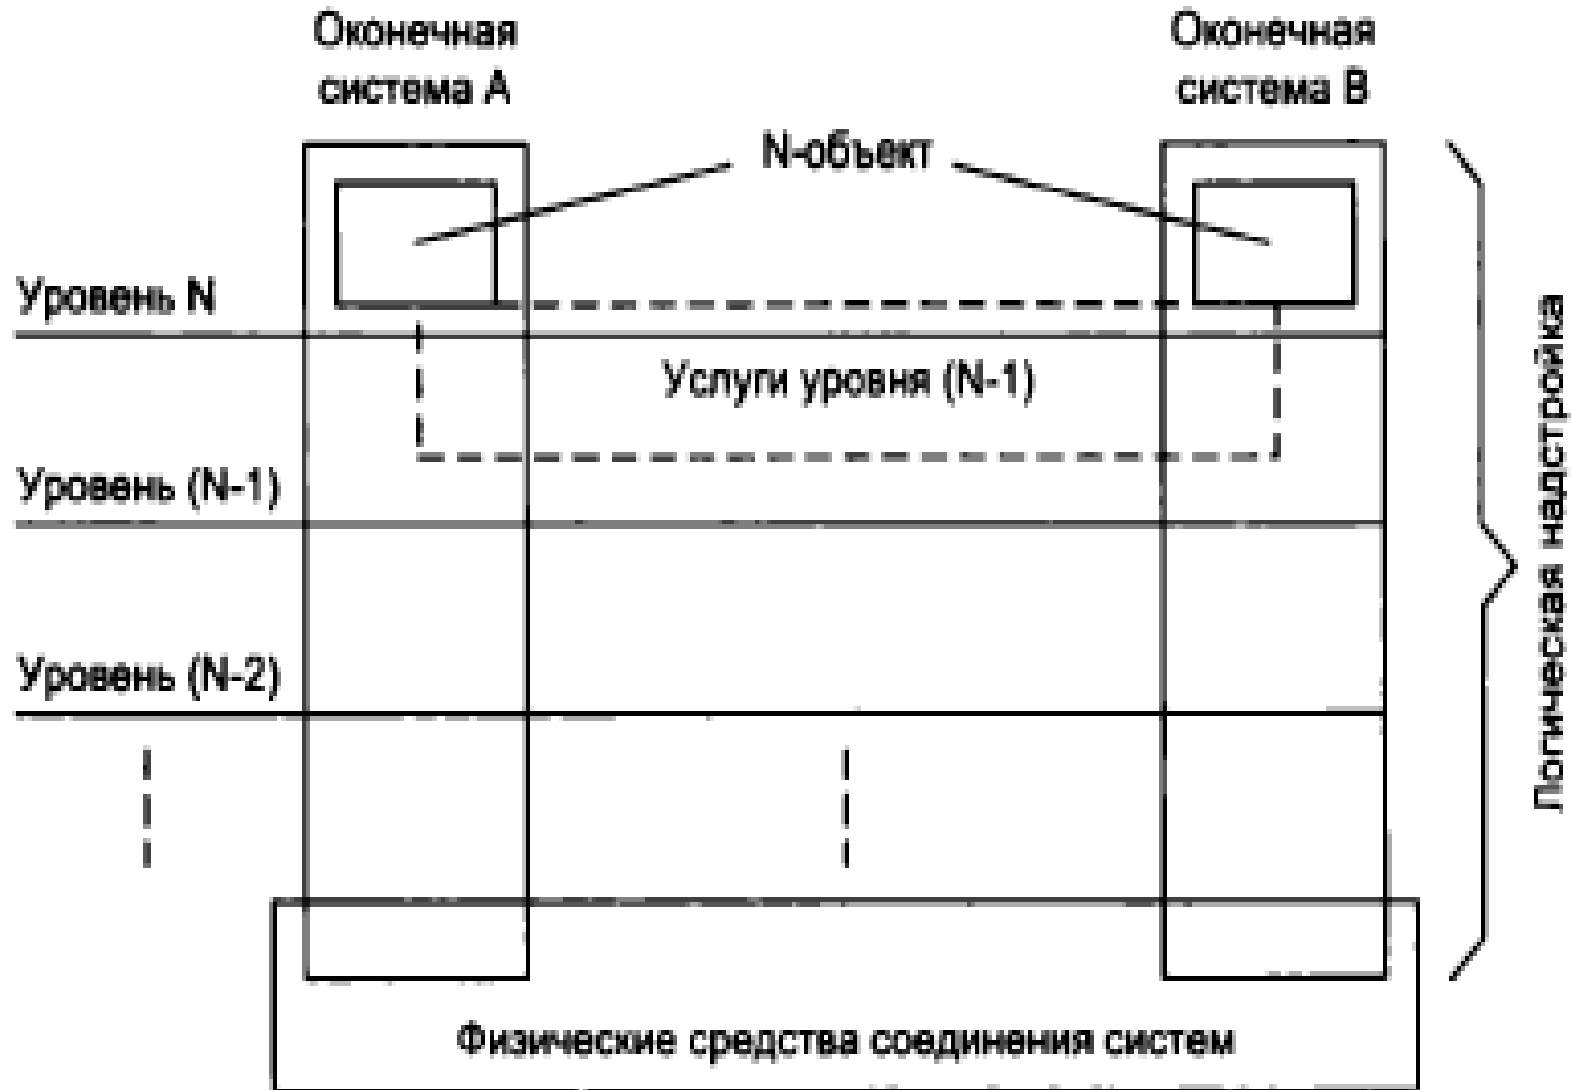 Оконечная
система А
Оконечная
система В
N-объект
Уровень N
Услуги уровня (N-1)
Уровень (N-1)
Уровень (N-2)
Логическая надстройка
Физические средства соединения систем